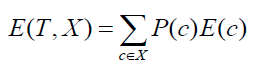 E(T, X) = ∑_{c∈X} P(c)E(c)